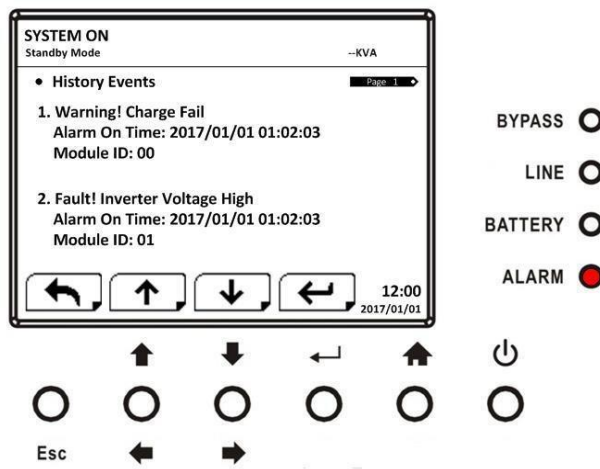 SYSTEM ON
Standby Mode
--KVA
• History Events
Page 1
1. Warning! Charge Fail
Alarm On Time: 2017/01/01 01:02:03
Module ID: 00
2. Fault! Inverter Voltage High
Alarm On Time: 2017/01/01 01:02:03
Module ID: 01
12:00
2017/01/01
BYPASS
LINE
BATTERY
ALARM
Esc